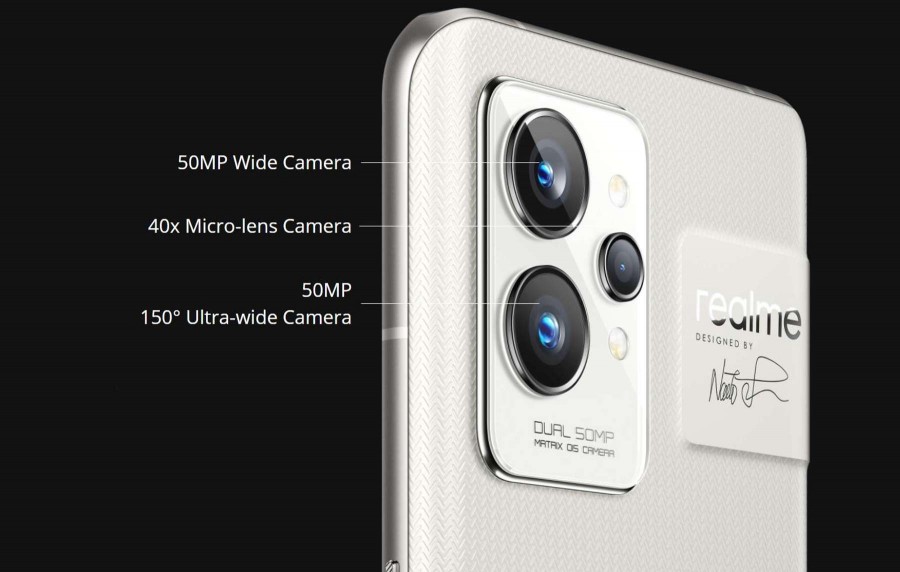 50MP Wide Camera
40x Micro-lens Camera
50MP
150° Ultra-wide Camera
DUAL 50MP
MATRIX OIS CAMERA
realme
DESIGNED BY